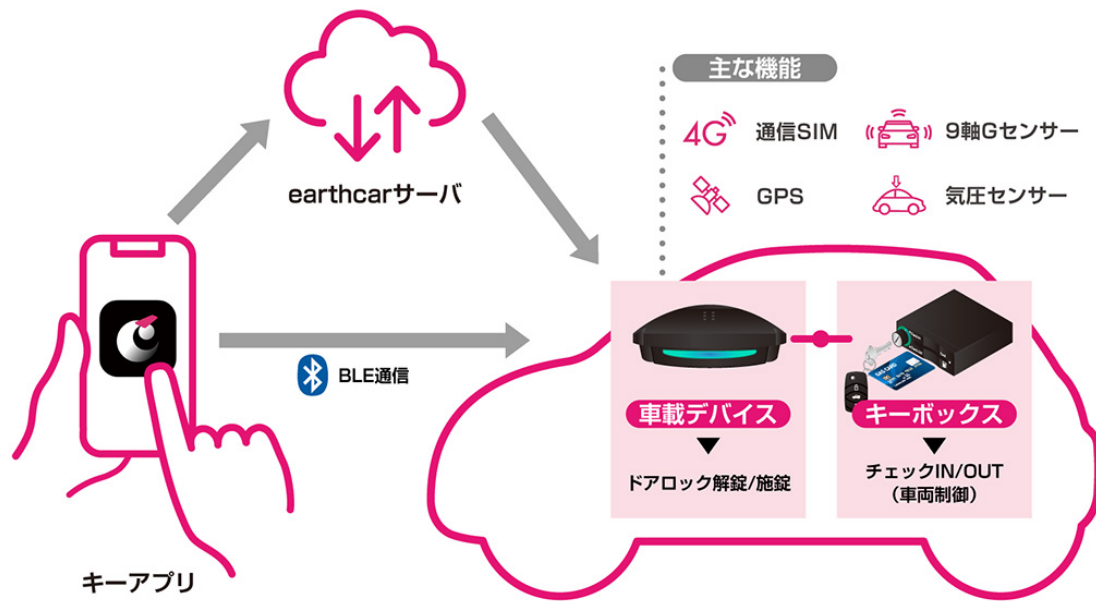 主な機能
4G
通信SIM
9軸Gセンサー
GPS
気圧センサー
earthcarサーバ
BLE通信
車載デバイス
キーボックス
GAS CARD
ドアロック解錠/施錠
チェックIN/OUT
（車両制御）
キーアプリ